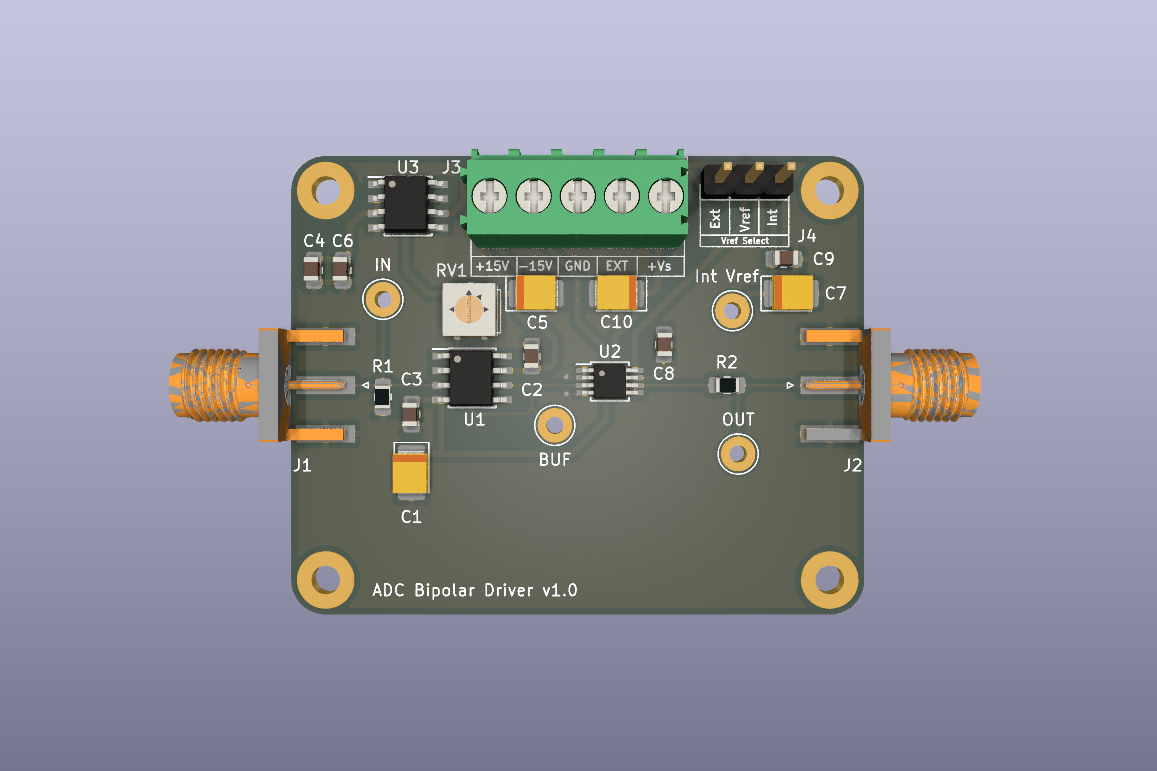 U3
J3
Ext
Vref
Int
Vref Select
J4
C4
C6
IN
RV1
+15V
-15V
GND
EXT
+Vs
Int Vref
C9
C7
C5
C10
R1
C3
C2
U2
C8
R2
U1
OUT
BUF
J1
J2
C1
ADC Bipolar Driver v1.0